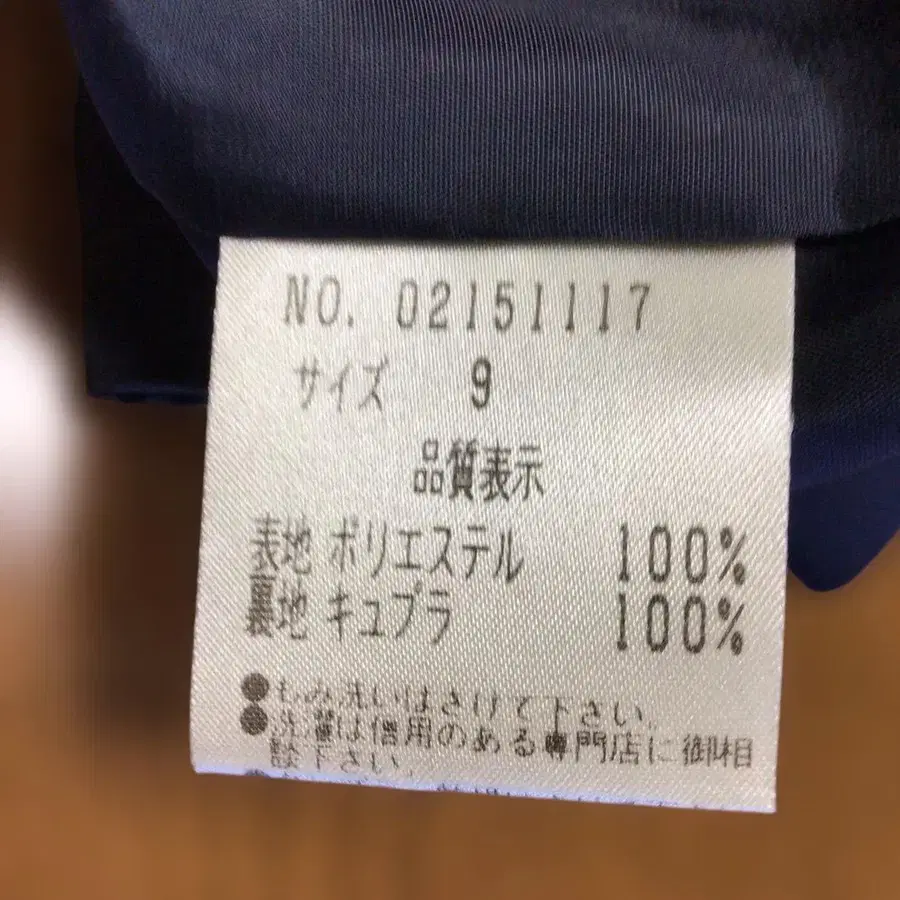 NO. 02151117
サイズ 9
品質表示
表地 ポリエステル 100%
裏地 キュプラ 100%
●もみ洗いはさけて下さい。
●洗濯は信用のある専門店に御相
談下さい。